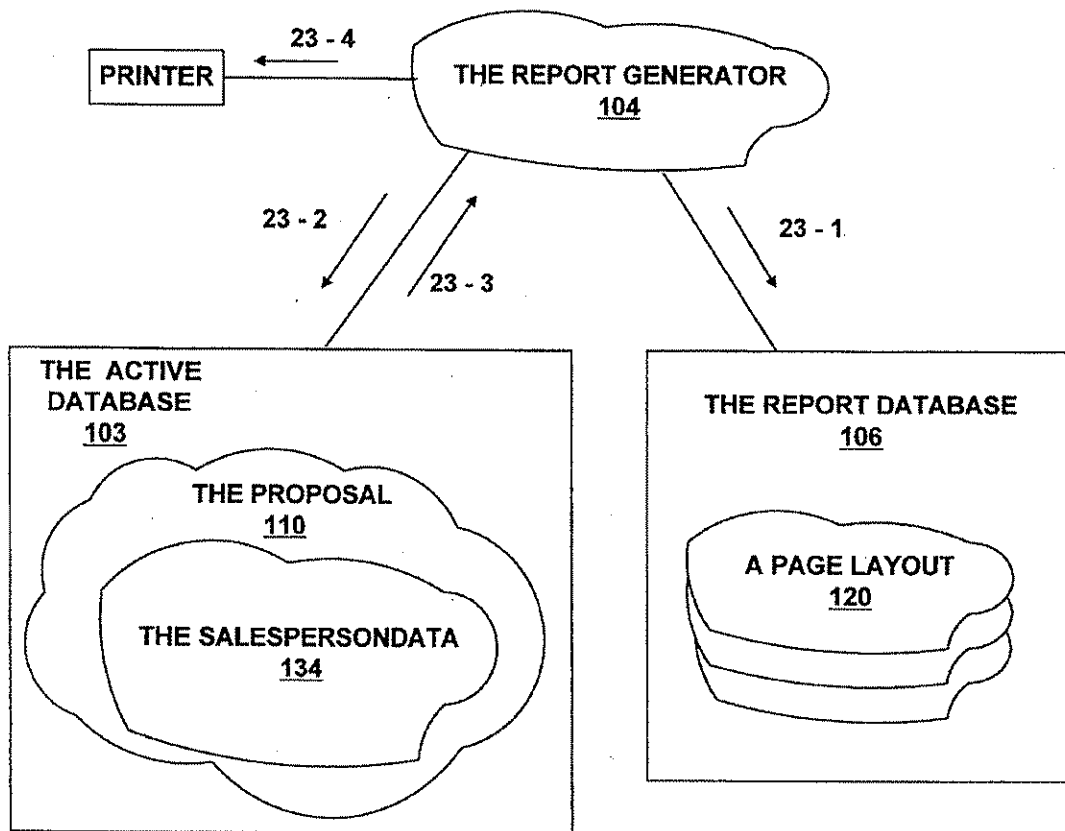 23 - 4
PRINTER
THE REPORT GENERATOR
104
23 - 2
23 - 3
23 - 1
THE ACTIVE
DATABASE
103
THE PROPOSAL
110
THE SALESPERSONDATA
134
THE REPORT DATABASE
106
A PAGE LAYOUT
120